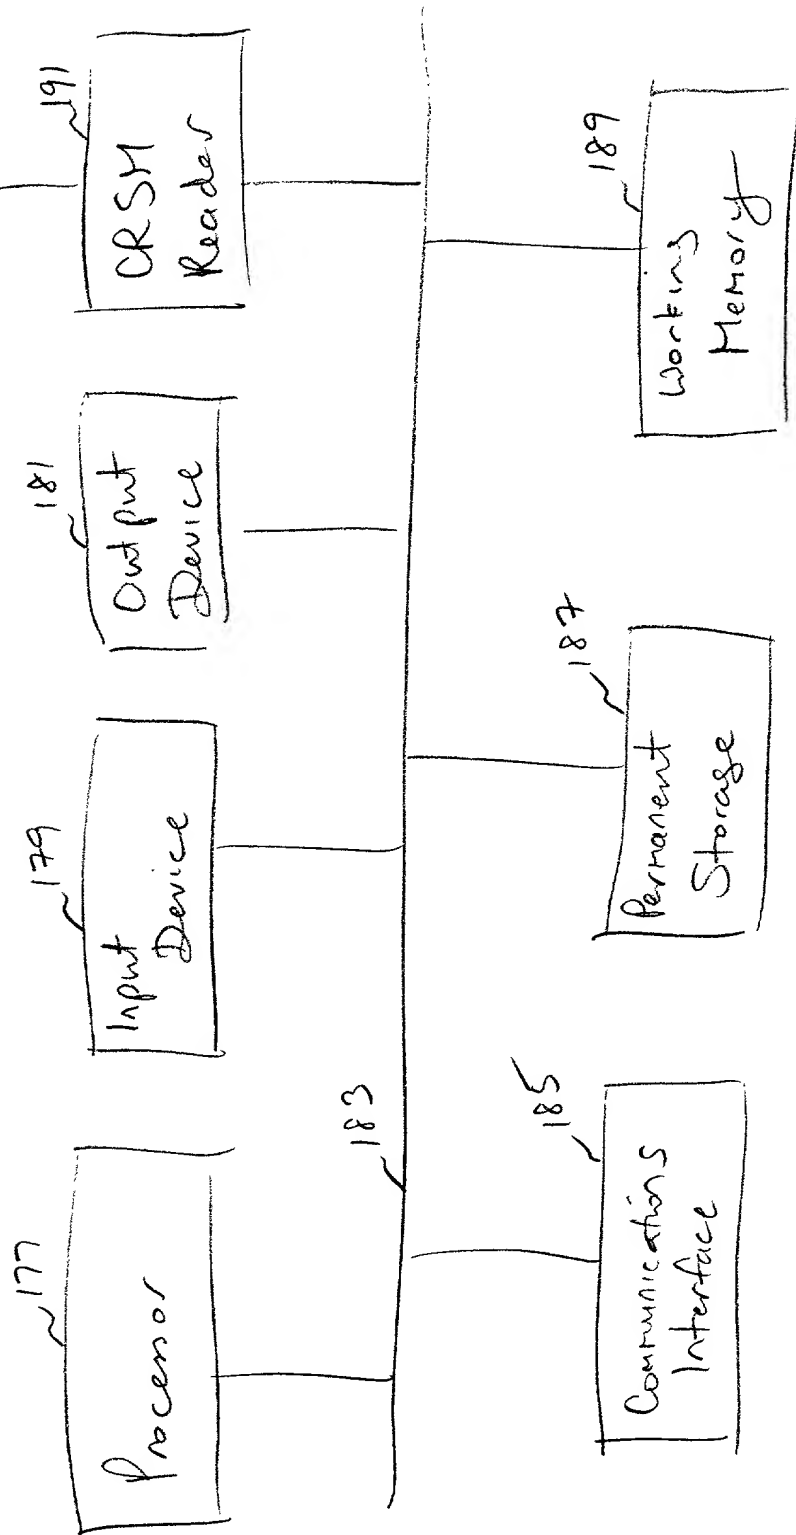 177
Processor
179
Input
Device
181
Output
Device
191
CRSM
Reader
183
185
Communications
Interface
187
Permanent
Storage
189
Working
Memory